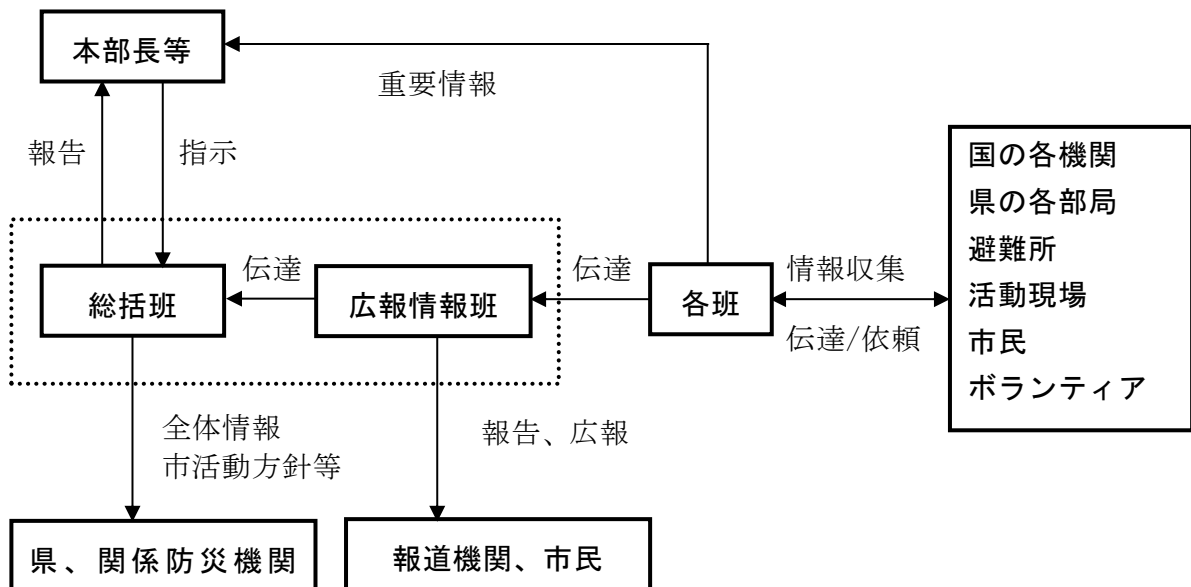 本部長等
重要情報
報告
指示
国の各機関
県の各部局
避難所
活動現場
市民
ボランティア
総括班
伝達
広報情報班
伝達
各班
情報収集
伝達/依頼
全体情報
市活動方針等
報告、広報
県、関係防災機関
報道機関、市民